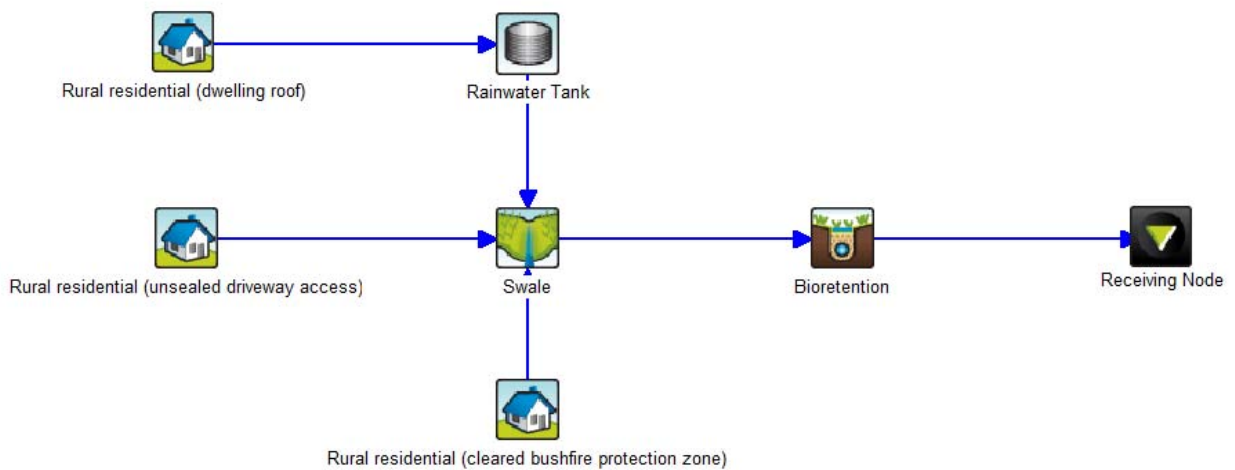 Rural residential (dwelling roof)
Rainwater Tank
Rural residential (unsealed driveway access)
Swale
Bioretention
Receiving Node
Rural residential (cleared bushfire protection zone)